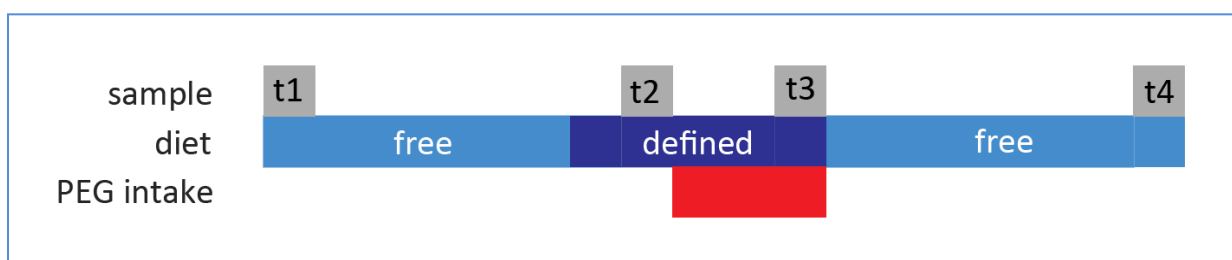 sample t1 t2 t3 t4
diet free defined free
PEG intake